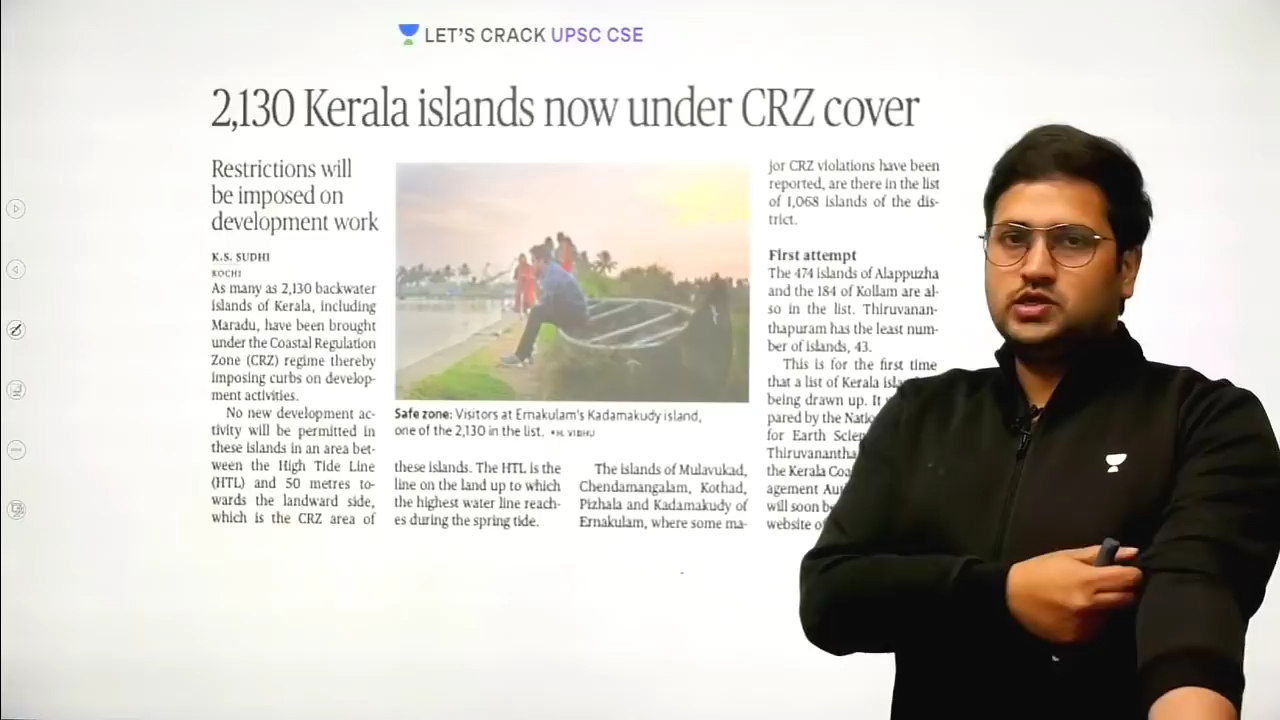 LET'S CRACK UPSC CSE
2,130 Kerala islands now under CRZ cover
Restrictions will
be imposed on
development work
K.S. SUDHI
KOCHI
As many as 2,130 backwater
islands of Kerala, including
Maradu, have been brought
under the Coastal Regulation
Zone (CRZ) regime thereby
imposing curbs on develop-
ment activities.
No new development ac-
tivity will be permitted in
these islands in an area bet-
ween the High Tide Line
(HTL) and 50 metres to-
wards the landward side,
which is the CRZ area of
Safe zone: Visitors at Ernakulam's Kadamakudy island,
one of the 2,130 in the list. •H. VIBHU
these islands. The HTL is the
line on the land up to which
the highest water line reach-
es during the spring tide.
The islands of Mulavukad,
Chendamangalam, Kothad,
Pizhala and Kadamakudy of
Ernakulam, where some ma-
jor CRZ violations have been
reported, are there in the list
of 1,068 islands of the dis-
trict.
First attempt
The 474 islands of Alappuzha
and the 184 of Kollam are al-
so in the list. Thiruvanan-
thapuram has the least num-
ber of islands, 43.
This is for the first time
that a list of Kerala
being drawn up. It
pared by the
for Earth
the Kerala
will soon
website